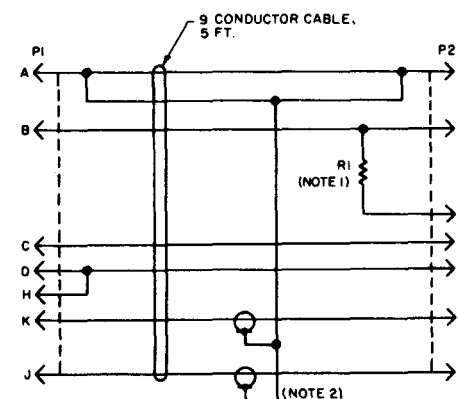 9 CONDUCTOR CABLE,
5 FT.
P1
P2
A
B
R1
(NOTE 1)
C
D
H
K
J
(NOTE 2)